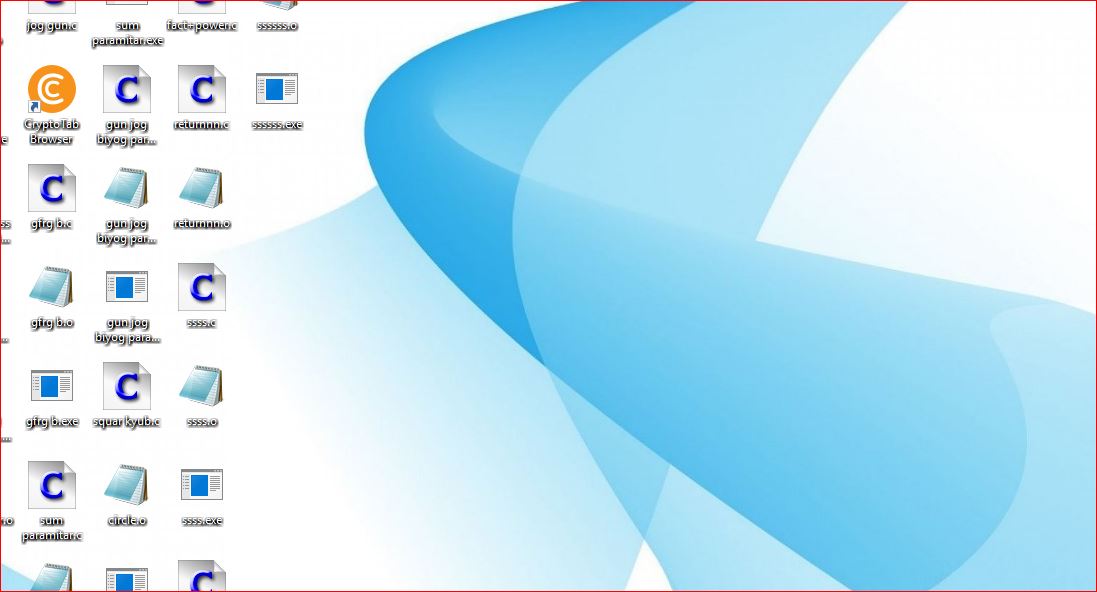 jog gun.c
sum
paramitar.exe
fact+power.c
ssssss.o
CryptoTab
Browser
gun jog
biyog par...
returnnn.c
ssssss.exe
gfrg b.c
gun jog
biyog par...
returnnn.o
gfrg b.o
gun jog
biyog para...
ssss.c
gfrg b.exe
squar kyub.c
ssss.o
sum
paramitar.c
circle.o
ssss.exe